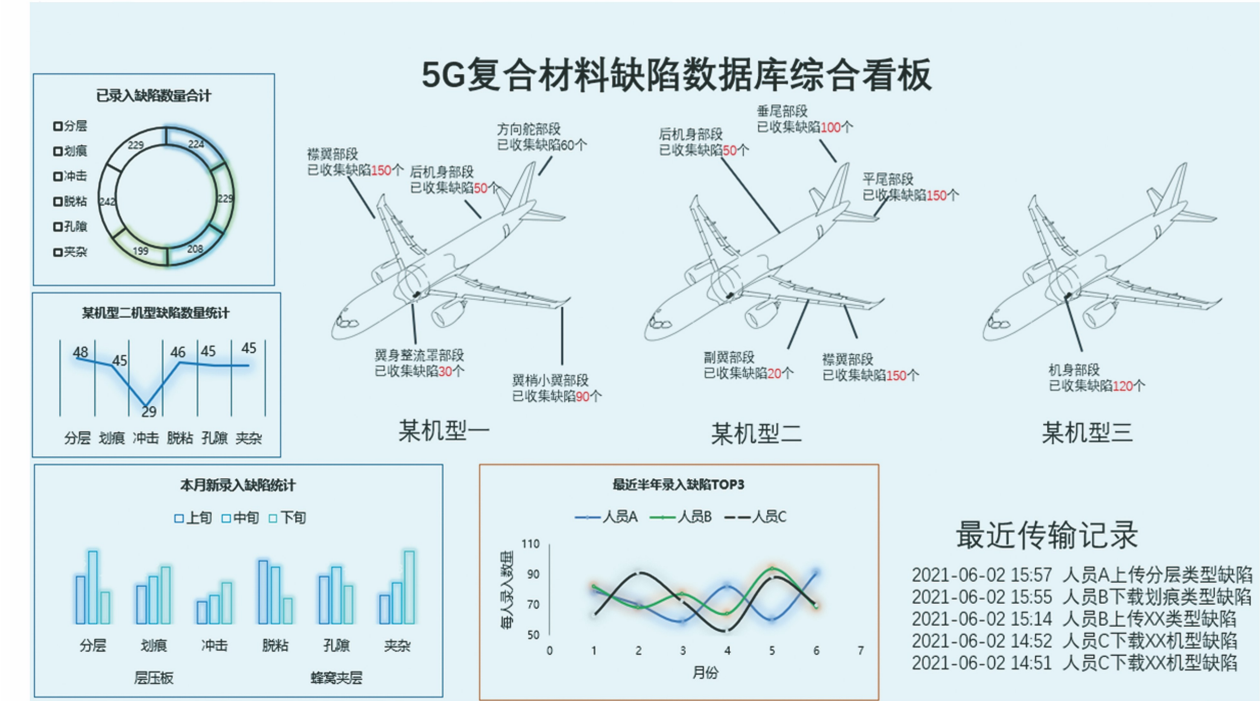 5G复合材料缺陷数据库综合看板
已录入缺陷数量合计
分层
划痕
冲击
脱粘
孔隙
夹杂
229
224
242
229
199
208
某机型二机型缺陷数量统计
48
45
29
46
45
45
分层 划痕 冲击 脱粘 孔隙 夹杂
襟翼部段
已收集缺陷150个
后机身部段
已收集缺陷50个
方向舵部段
已收集缺陷60个
翼身整流罩部段
已收集缺陷30个
翼梢小翼部段
已收集缺陷90个
某机型一
后机身部段
已收集缺陷50个
垂尾部段
已收集缺陷100个
平尾部段
已收集缺陷150个
副翼部段
已收集缺陷20个
襟翼部段
已收集缺陷150个
某机型二
机身部段
已收集缺陷120个
某机型三
本月新录入缺陷统计
上旬 中旬 下旬
分层 划痕 冲击 脱粘 孔隙 夹杂
层压板 蜂窝夹层
最近半年录入缺陷TOP3
人员A 人员B 人员C
每人录入数量
110
90
70
50
0 1 2 3 4 5 6 7
月份
最近传输记录
2021-06-02 15:57 人员A上传分层类型缺陷
2021-06-02 15:55 人员B下载划痕类型缺陷
2021-06-02 15:14 人员B上传XX类型缺陷
2021-06-02 14:52 人员C下载XX机型缺陷
2021-06-02 14:51 人员C下载XX机型缺陷